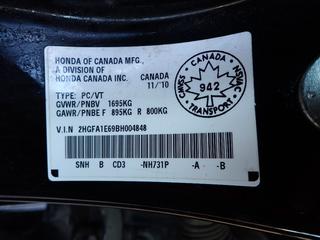 HONDA OF CANADA MFG.,
A DIVISION OF CANADA
HONDA CANADA INC. 11/10
TYPE: PC/VT
GVWR/PNBV 1695KG
GAWR/PNBE F 895KG R 800KG
V.I.N 2HGFA1E69BH004848
SNH B CD3 -NH731P -A -B
CANADA
CMSS NSVAC
942
TRANSPORT